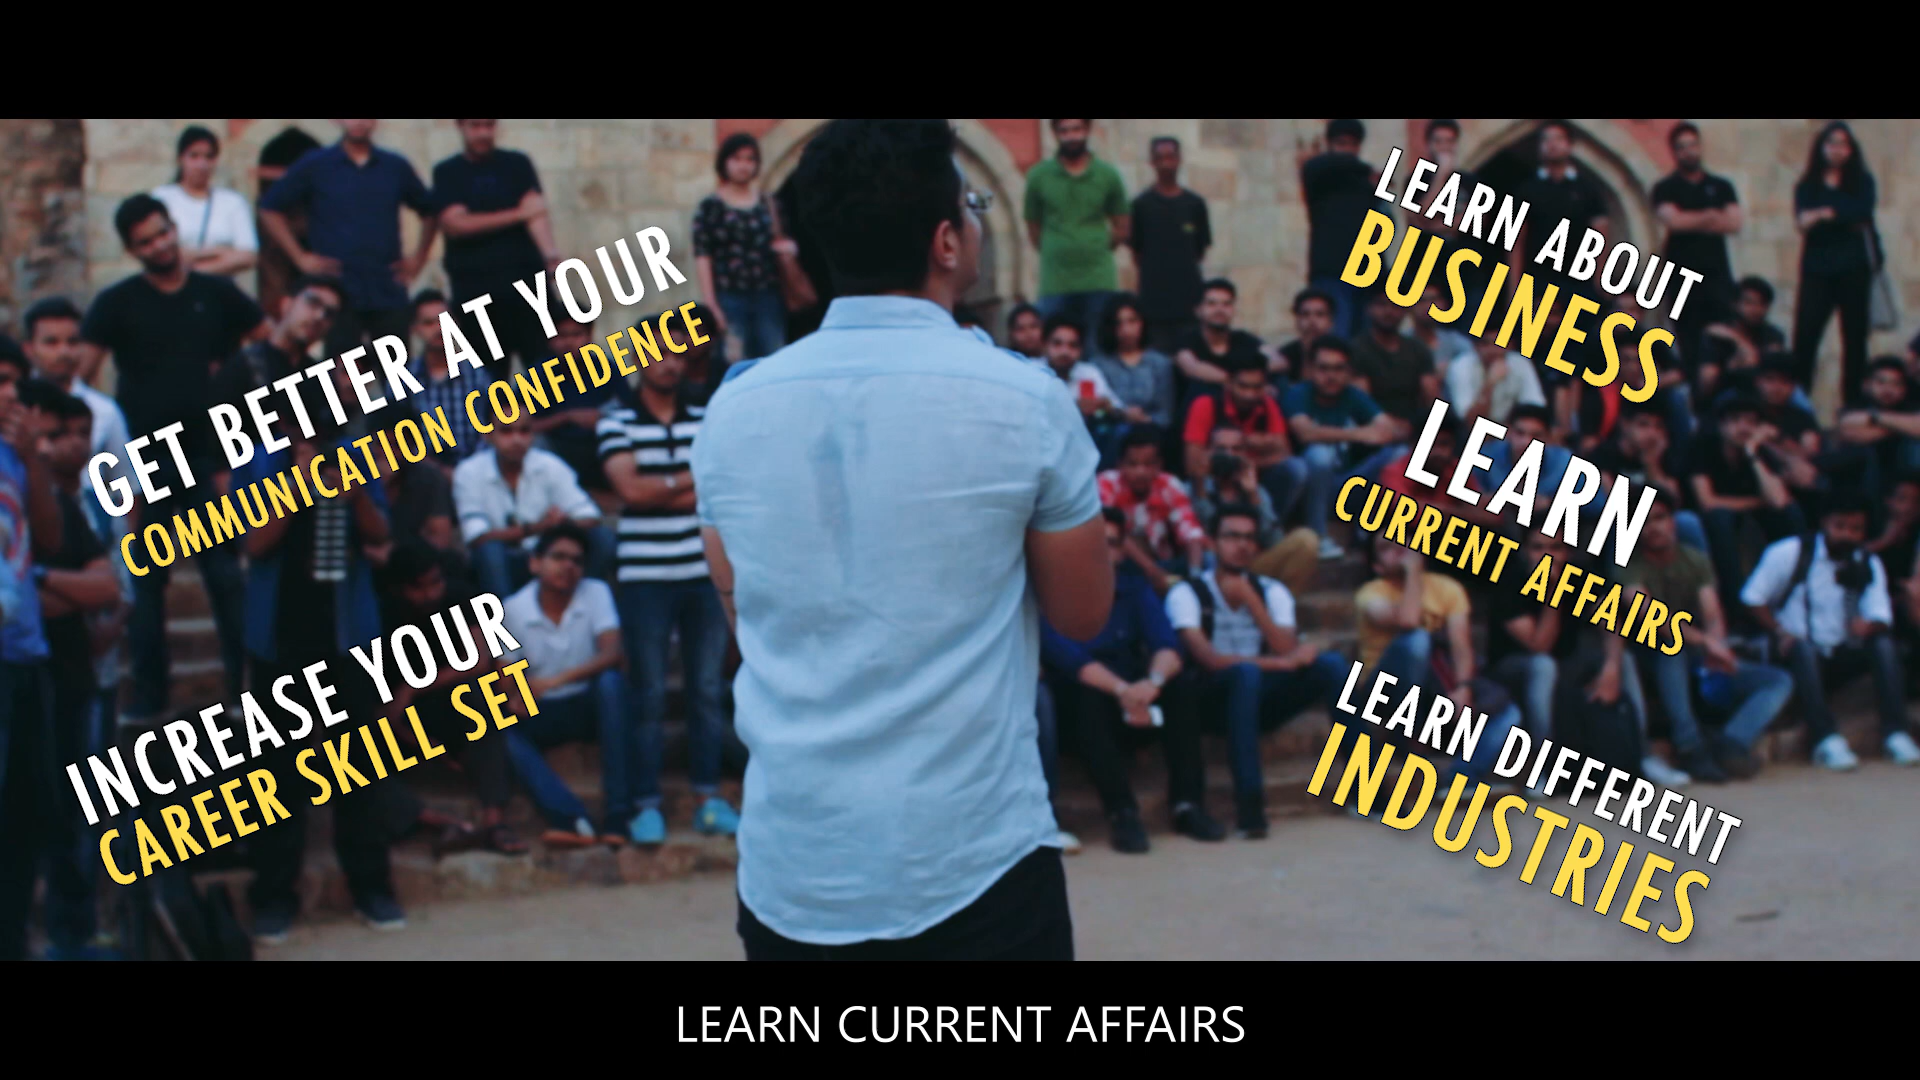 GET BETTER AT YOUR
COMMUNICATION CONFIDENCE
INCREASE YOUR
CAREER SKILL SET
LEARN ABOUT
BUSINESS
LEARN
CURRENT AFFAIRS
LEARN DIFFERENT
INDUSTRIES
LEARN CURRENT AFFAIRS